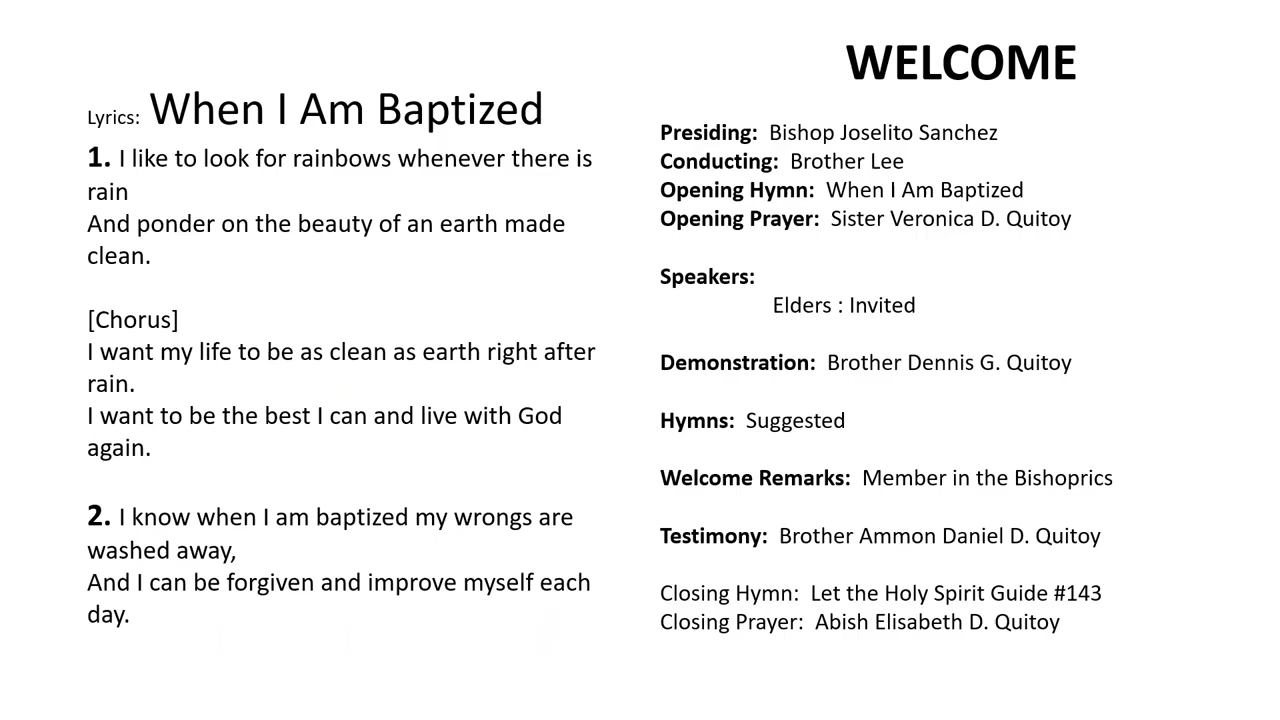 Lyrics: When I Am Baptized
1. I like to look for rainbows whenever there is
rain
And ponder on the beauty of an earth made
clean.
[Chorus]
I want my life to be as clean as earth right after
rain.
I want to be the best I can and live with God
again.
2. I know when I am baptized my wrongs are
washed away,
And I can be forgiven and improve myself each
day.
WELCOME
Presiding: Bishop Joselito Sanchez
Conducting: Brother Lee
Opening Hymn: When I Am Baptized
Opening Prayer: Sister Veronica D. Quitoy
Speakers:
Elders : Invited
Demonstration: Brother Dennis G. Quitoy
Hymns: Suggested
Welcome Remarks: Member in the Bishoprics
Testimony: Brother Ammon Daniel D. Quitoy
Closing Hymn: Let the Holy Spirit Guide #143
Closing Prayer: Abish Elisabeth D. Quitoy